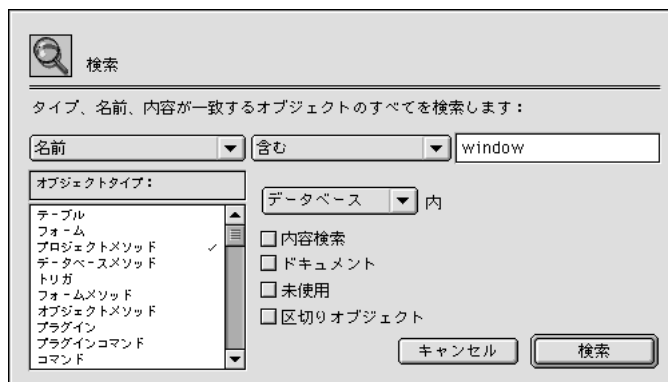 検索
タイプ、名前、内容が一致するオブジェクトのすべてを検索します：
名前
含む
window
オブジェクトタイプ：
テーブル
フォーム
プロジェクトメソッド ✓
データベースメソッド
トリガ
フォームメソッド
オブジェクトメソッド
プラグイン
プラグインコマンド
コマンド
データベース 内
内容検索
ドキュメント
未使用
区切りオブジェクト
キャンセル
検索